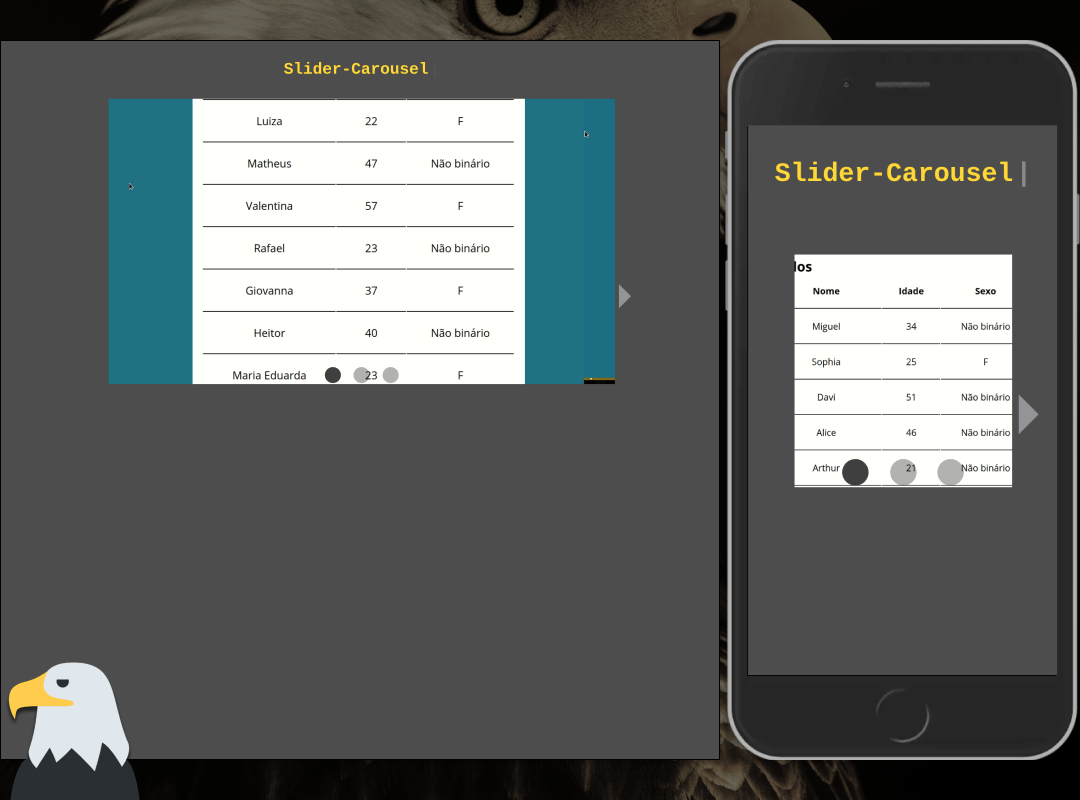 Slider-Carousel
Luiza 22 F
Matheus 47 Não binário
Valentina 57 F
Rafael 23 Não binário
Giovanna 37 F
Heitor 40 Não binário
Maria Eduarda 23 F
Slider-Carousel
los
Nome Idade Sexo
Miguel 34 Não binário
Sophia 25 F
Davi 51 Não binário
Alice 46 Não binário
Arthur 21 Não binário